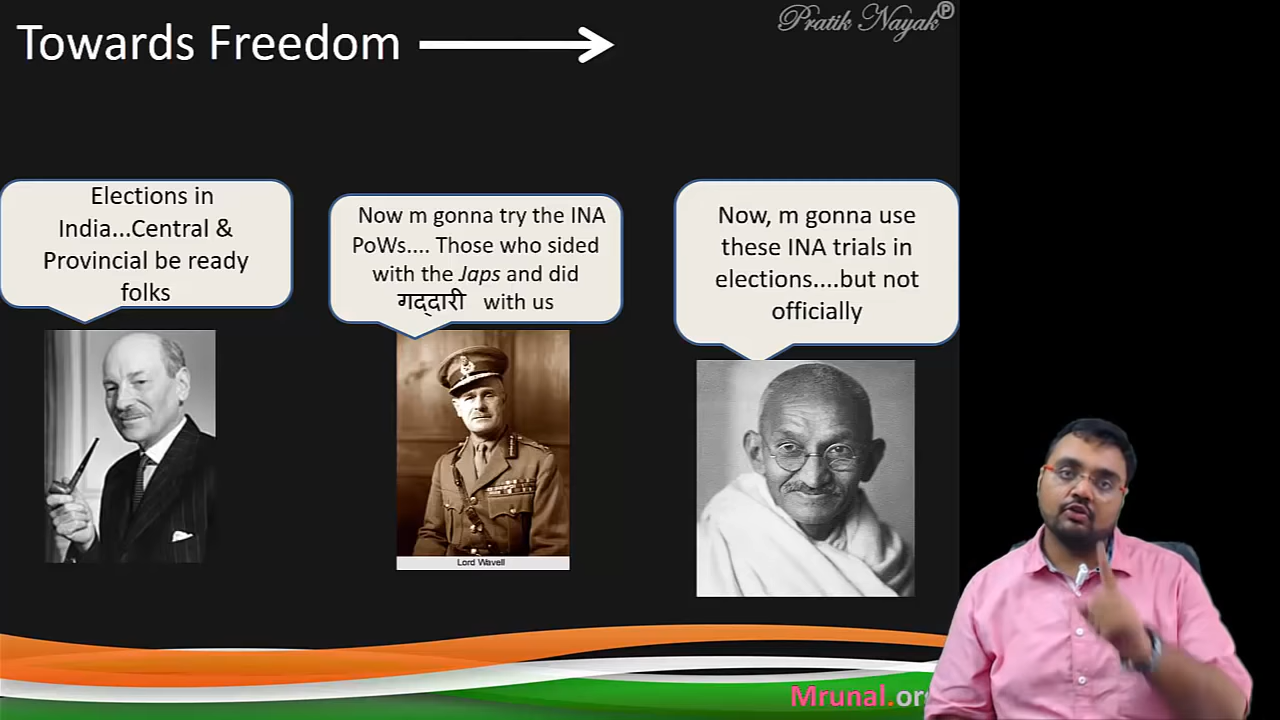 Towards Freedom
Pratik Nayak
P
Elections in
India...Central &
Provincial be ready
folks
Now m gonna try the INA
PoWs.... Those who sided
with the Japs and did
गद्दारी with us
Now, m gonna use
these INA trials in
elections....but not
officially
Lord Wavell
Mrunal.or